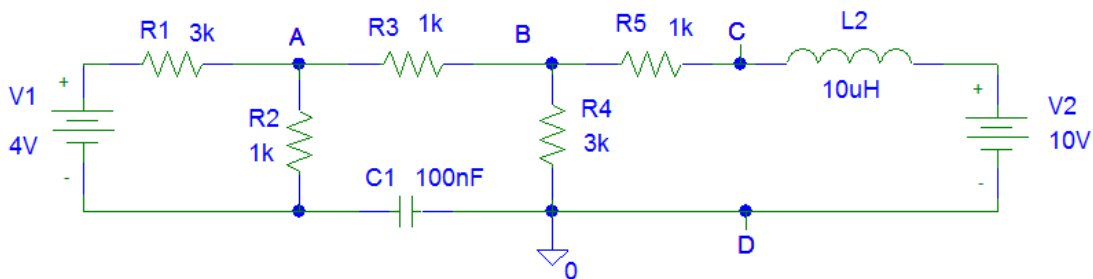 R1 3k
A
R3 1k
B
R5 1k
C
L2
+
V1
4V
-
R2
1k
C1 100nF
R4
3k
10uH
+
V2
10V
-
D
0